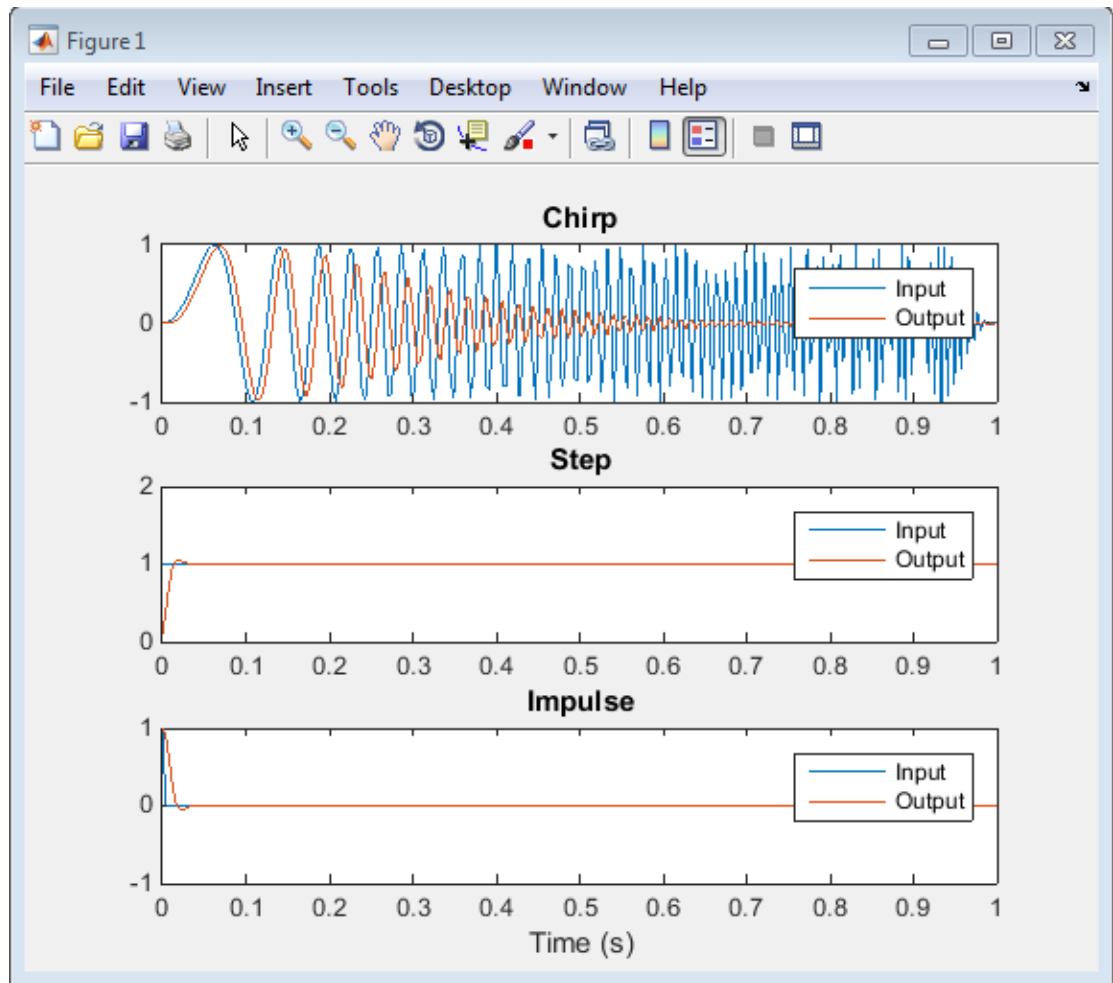 Figure 1
File Edit View Insert Tools Desktop Window Help
Chirp
1
0
-1
Input
Output
0 0.1 0.2 0.3 0.4 0.5 0.6 0.7 0.8 0.9 1
Step
2
1
0
Input
Output
0 0.1 0.2 0.3 0.4 0.5 0.6 0.7 0.8 0.9 1
Impulse
1
0
-1
Input
Output
0 0.1 0.2 0.3 0.4 0.5 0.6 0.7 0.8 0.9 1
Time (s)